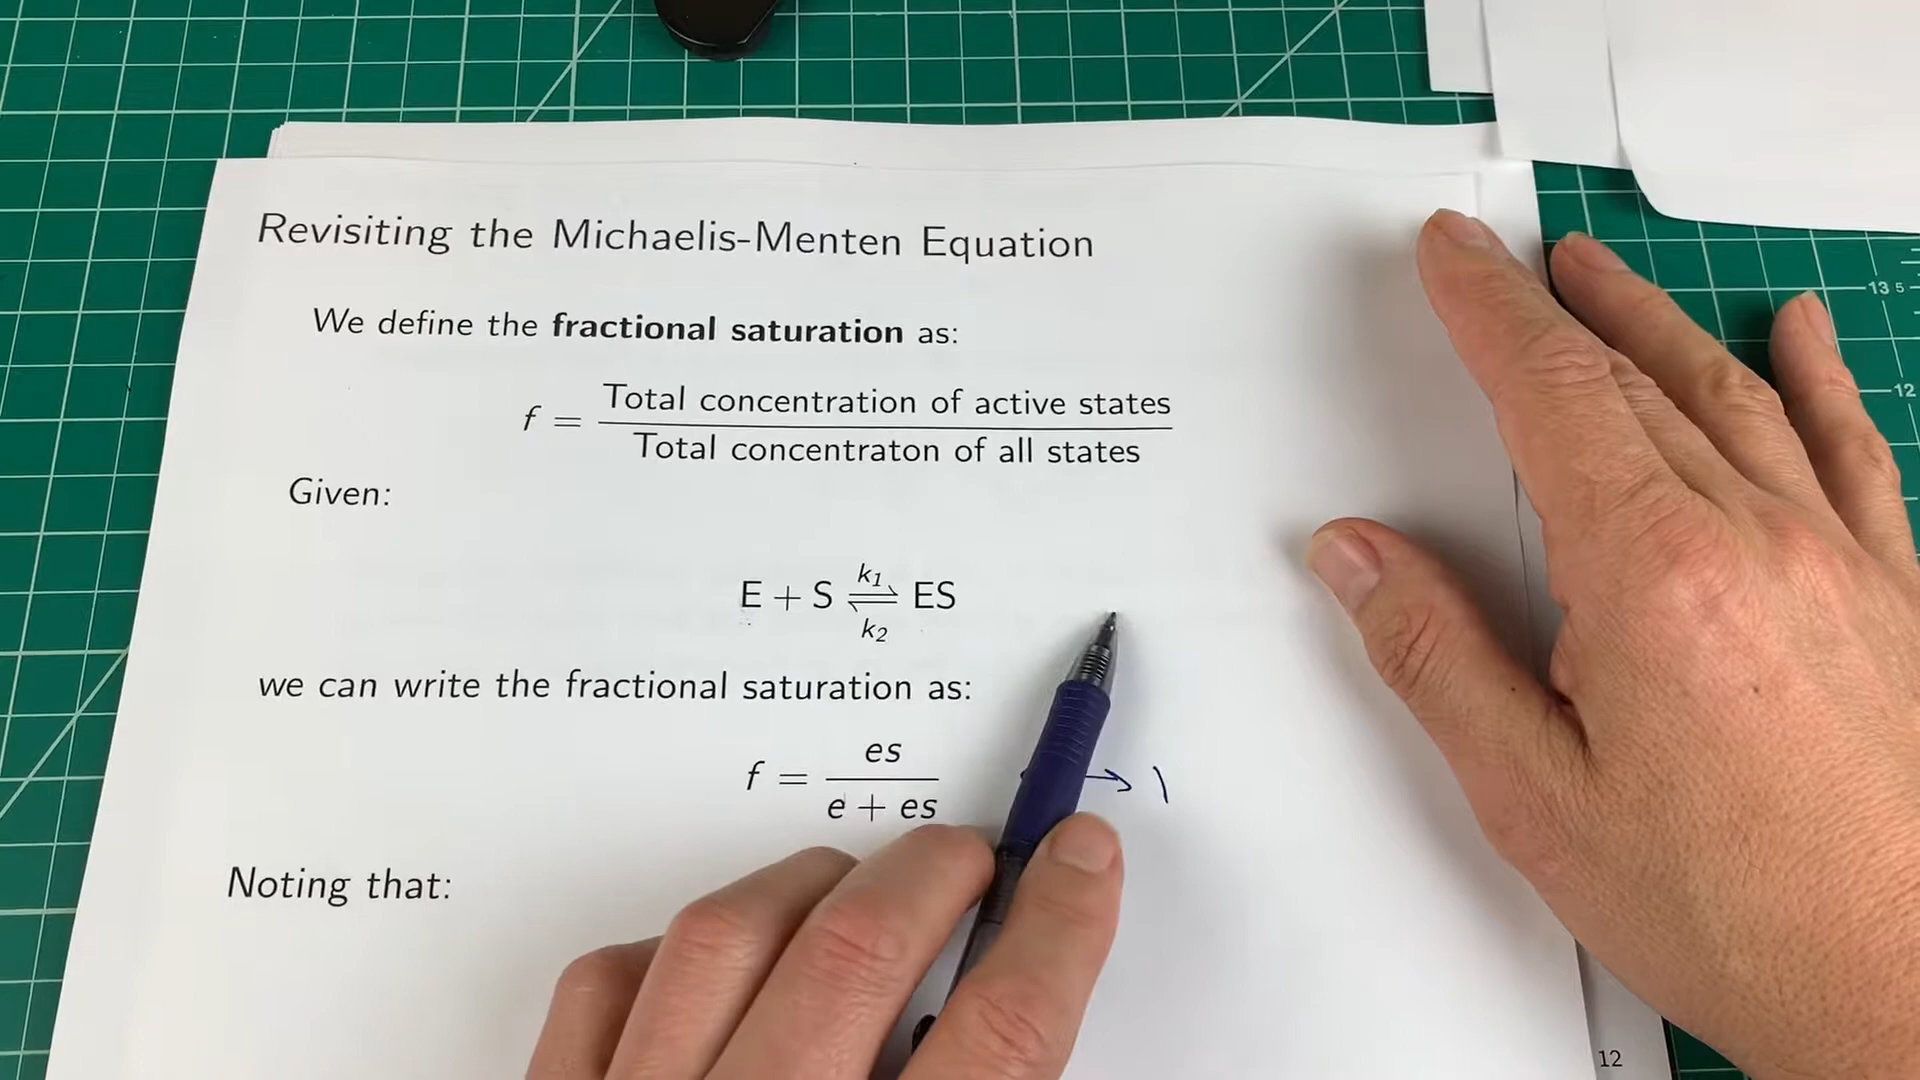 Revisiting the Michaelis-Menten Equation
We define the fractional saturation as:
f = Total concentration of active states / Total concentraton of all states
Given:
E + S ⇌ ES
k1
k2
we can write the fractional saturation as:
f = es / (e + es)
→ 1
Noting that:
12
13 5
12